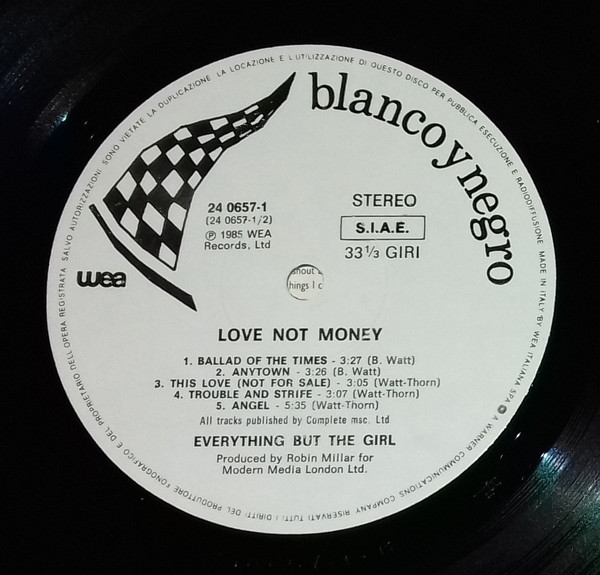 blanco y negro
24 0657-1
(24 0657-1/2)
℗ 1985 WEA
Records, Ltd
STEREO
S.I.A.E.
33 1/3 GIRI
wea
hings I c
LOVE NOT MONEY
1. BALLAD OF THE TIMES - 3:27 (B. Watt)
2. ANYTOWN - 3:26 (B. Watt)
3. THIS LOVE (NOT FOR SALE) - 3:05 (Watt-Thorn)
4. TROUBLE AND STRIFE - 3:07 (Watt-Thorn)
5. ANGEL - 5:35 (Watt-Thorn)
All tracks published by Complete msc. Ltd
EVERYTHING BUT THE GIRL
Produced by Robin Millar for
Modern Media London Ltd.
MADE IN ITALY BY WEA ITALIANA SPA - A WARNER COMMUNICATIONS COMPANY RISERVATI TUTTI I DIRITTI DEL PRODUTTORE FONOGRAFICO E DEL PROPRIETARIO DELL'OPERA REGISTRATA SALVO AUTORIZZAZIONI SONO VIETATE LA DUPLICAZIONE LA LOCAZIONE E L'UTILIZZAZIONE DI QUESTO DISCO PER PUBBLICA ESECUZIONE E RADIODIFFUSIONE